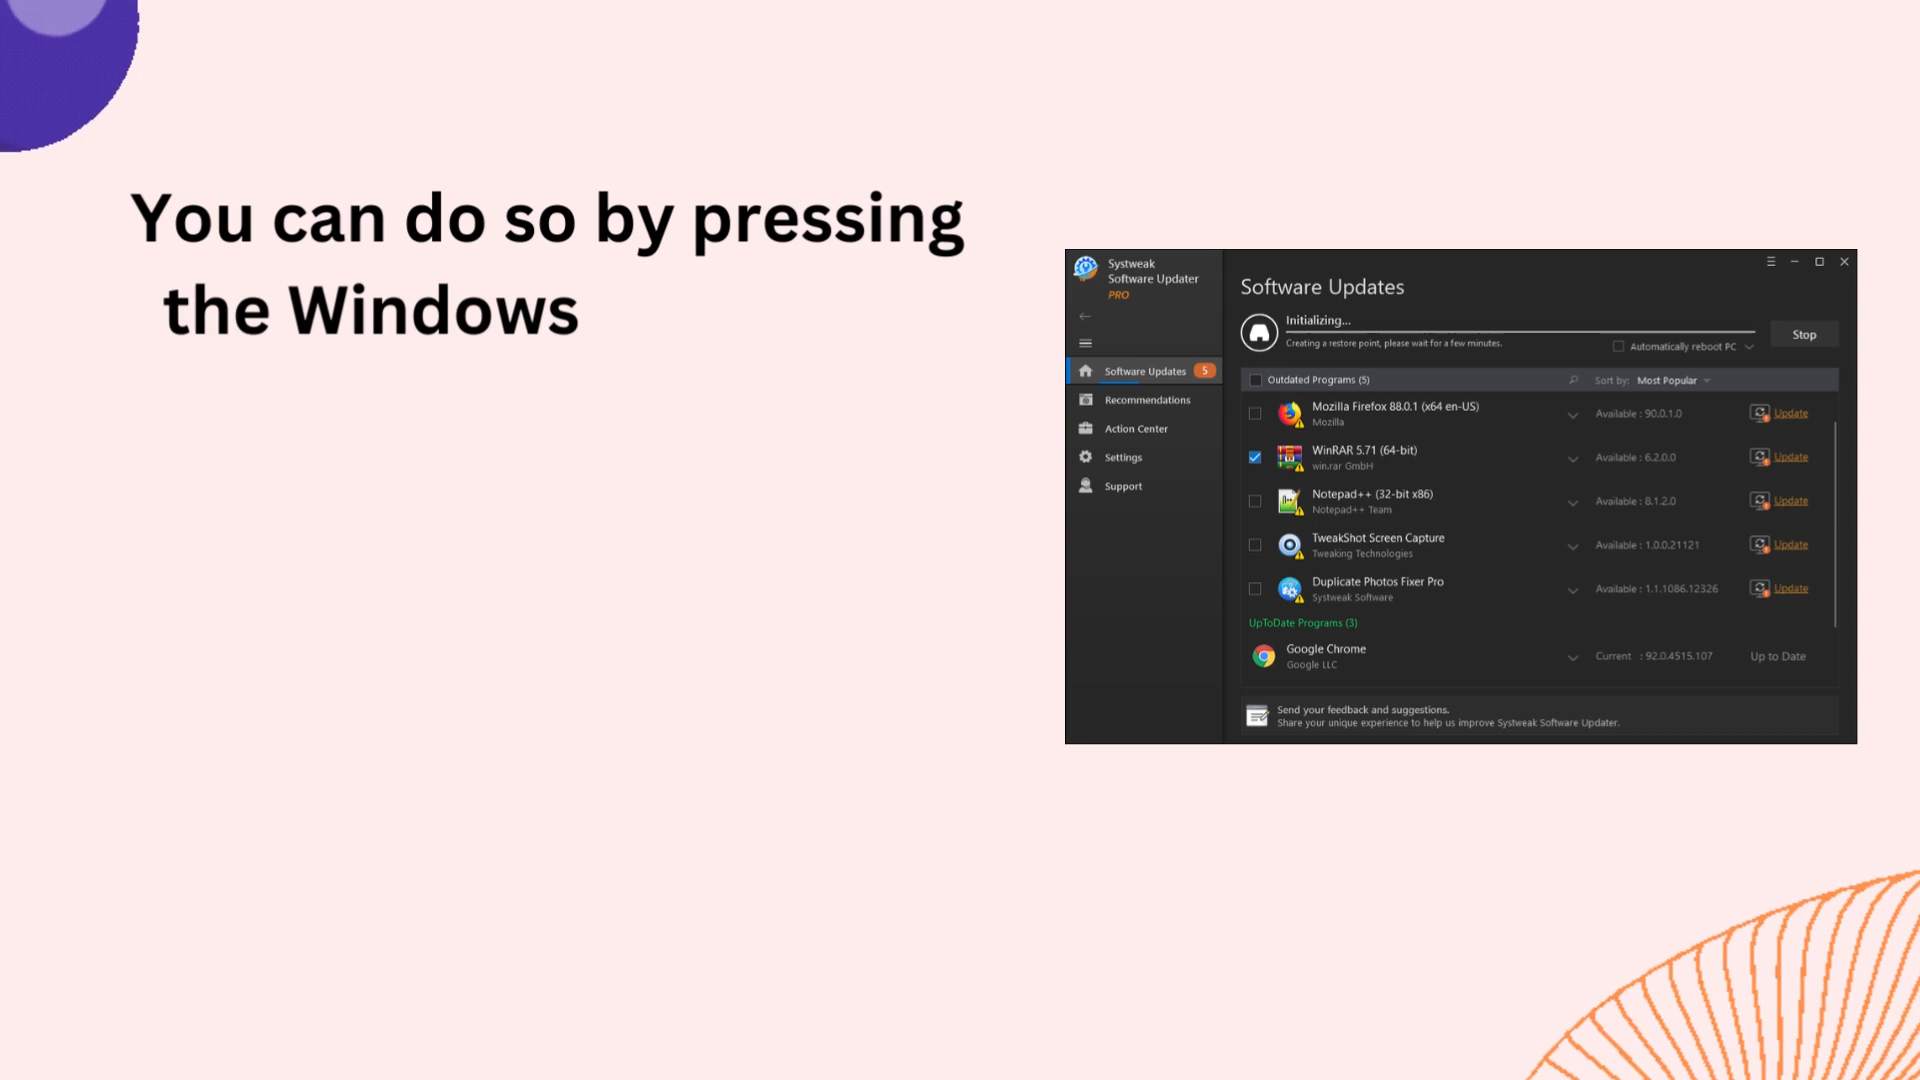 You can do so by pressing
the Windows
Systweak
Software Updater
PRO
Software Updates 5
Recommendations
Action Center
Settings
Support
Software Updates
Initializing...
Creating a restore point, please wait for a few minutes.
Automatically reboot PC
Stop
Outdated Programs (5)
Sort by: Most Popular
Mozilla Firefox 88.0.1 (x64 en-US)
Mozilla
Available : 90.0.1.0
Update
WinRAR 5.71 (64-bit)
win.rar GmbH
Available : 6.2.0.0
Update
Notepad++ (32-bit x86)
Notepad++ Team
Available : 8.1.2.0
Update
TweakShot Screen Capture
Tweaking Technologies
Available : 1.0.0.21121
Update
Duplicate Photos Fixer Pro
Systweak Software
Available : 1.1.1086.12326
Update
UpToDate Programs (3)
Google Chrome
Google LLC
Current : 92.0.4515.107
Up to Date
Send your feedback and suggestions.
Share your unique experience to help us improve Systweak Software Updater.